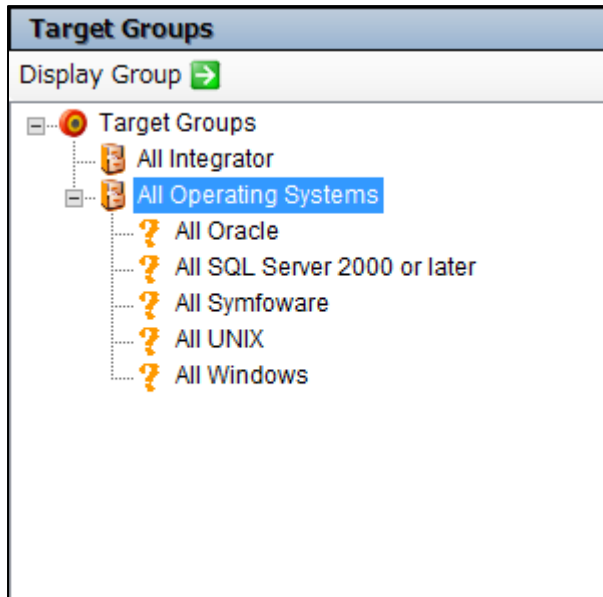 Target Groups
Display Group
Target Groups
All Integrator
All Operating Systems
All Oracle
All SQL Server 2000 or later
All Symfoware
All UNIX
All Windows